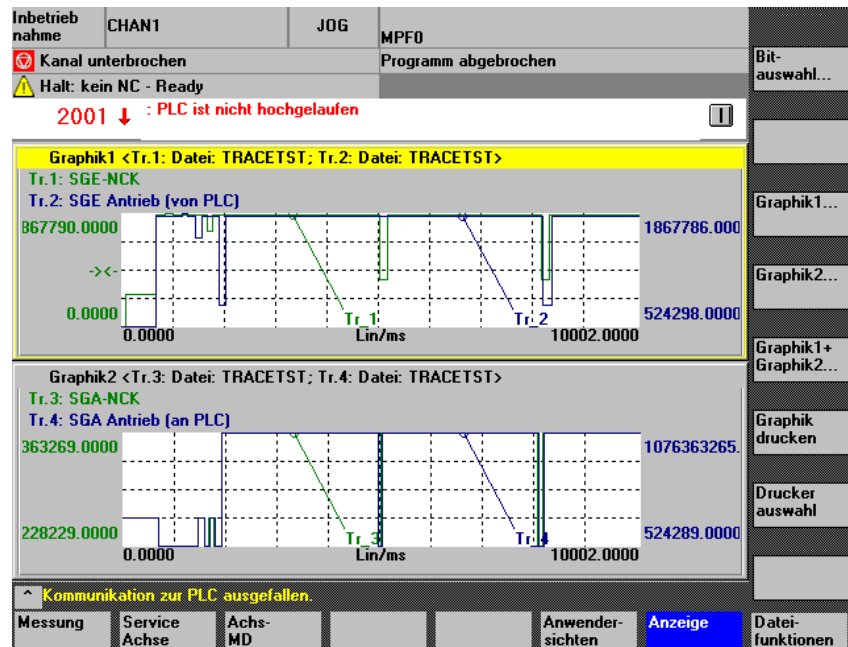 Inbetrieb
nahme
CHAN1
JOG
MPF0
Kanal unterbrochen
Programm abgebrochen
Halt: kein NC - Ready
2001 ↓ : PLC ist nicht hochgelaufen
Graphik1 <Tr.1: Datei: TRACETST; Tr.2: Datei: TRACETST>
Tr.1: SGE-NCK
Tr.2: SGE Antrieb (von PLC)
867790.0000
1867786.000
-><-
0.0000
524298.0000
Tr_1
Tr_2
0.0000
Lin/ms
10002.0000
Graphik2 <Tr.3: Datei: TRACETST; Tr.4: Datei: TRACETST>
Tr.3: SGA-NCK
Tr.4: SGA Antrieb (an PLC)
363269.0000
1076363265.
228229.0000
524289.0000
Tr_3
Tr_4
0.0000
Lin/ms
10002.0000
^ Kommunikation zur PLC ausgefallen.
Bit-
auswahl...
Graphik1...
Graphik2...
Graphik1+
Graphik2...
Graphik
drucken
Drucker
auswahl
Messung
Service
Achse
Achs-
MD
Anwender-
sichten
Anzeige
Datei-
funktionen